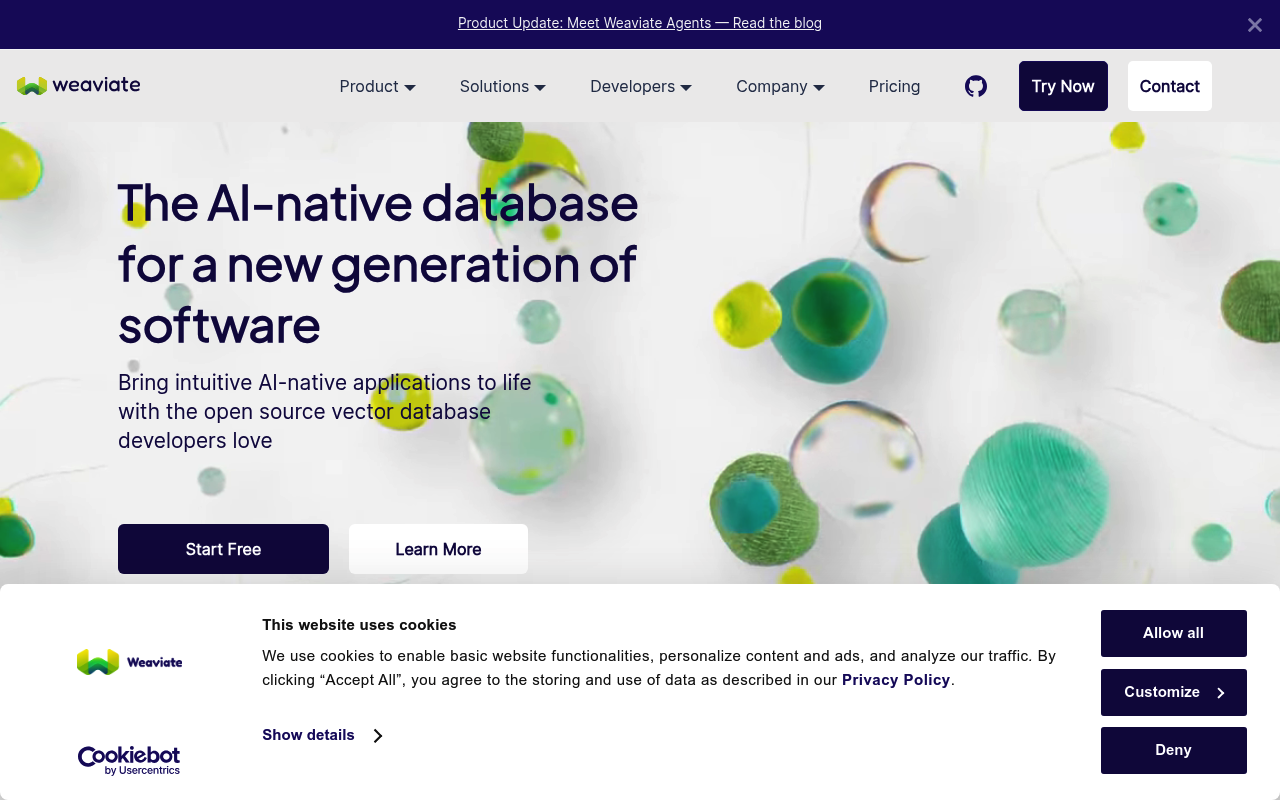 Product Update: Meet Weaviate Agents — Read the blog
weaviate
Product
Solutions
Developers
Company
Pricing
Try Now
Contact
The AI-native database
for a new generation of
software
Bring intuitive AI-native applications to life
with the open source vector database
developers love
Start Free
Learn More
Weaviate
Cookiebot
by Usercentrics
This website uses cookies
We use cookies to enable basic website functionalities, personalize content and ads, and analyze our traffic. By
clicking “Accept All”, you agree to the storing and use of data as described in our Privacy Policy.
Show details
Allow all
Customize
Deny